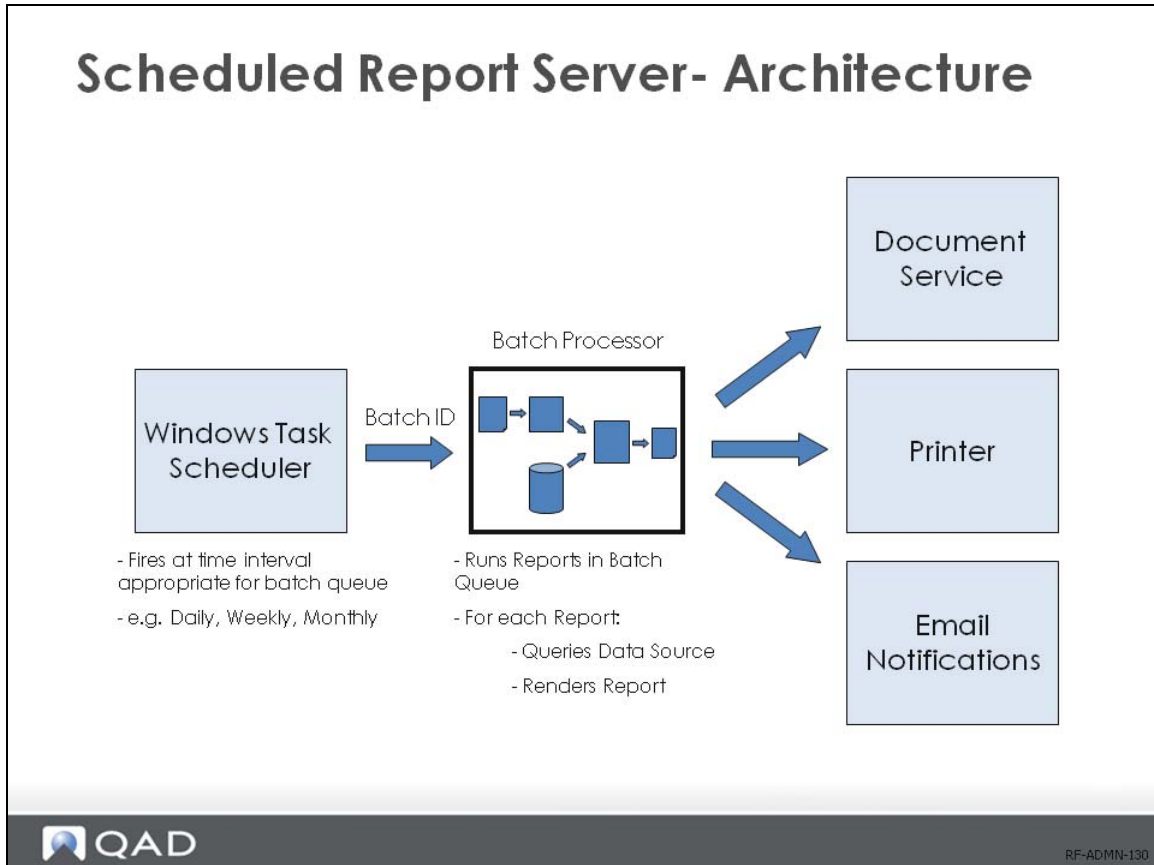 Scheduled Report Server- Architecture
Document
Service
Batch Processor
Batch ID
Windows Task
Scheduler
Printer
- Fires at time interval
appropriate for batch queue
- e.g. Daily, Weekly, Monthly
- Runs Reports in Batch
Queue
- For each Report:
- Queries Data Source
- Renders Report
Email
Notifications
QAD
RF-ADMN-130